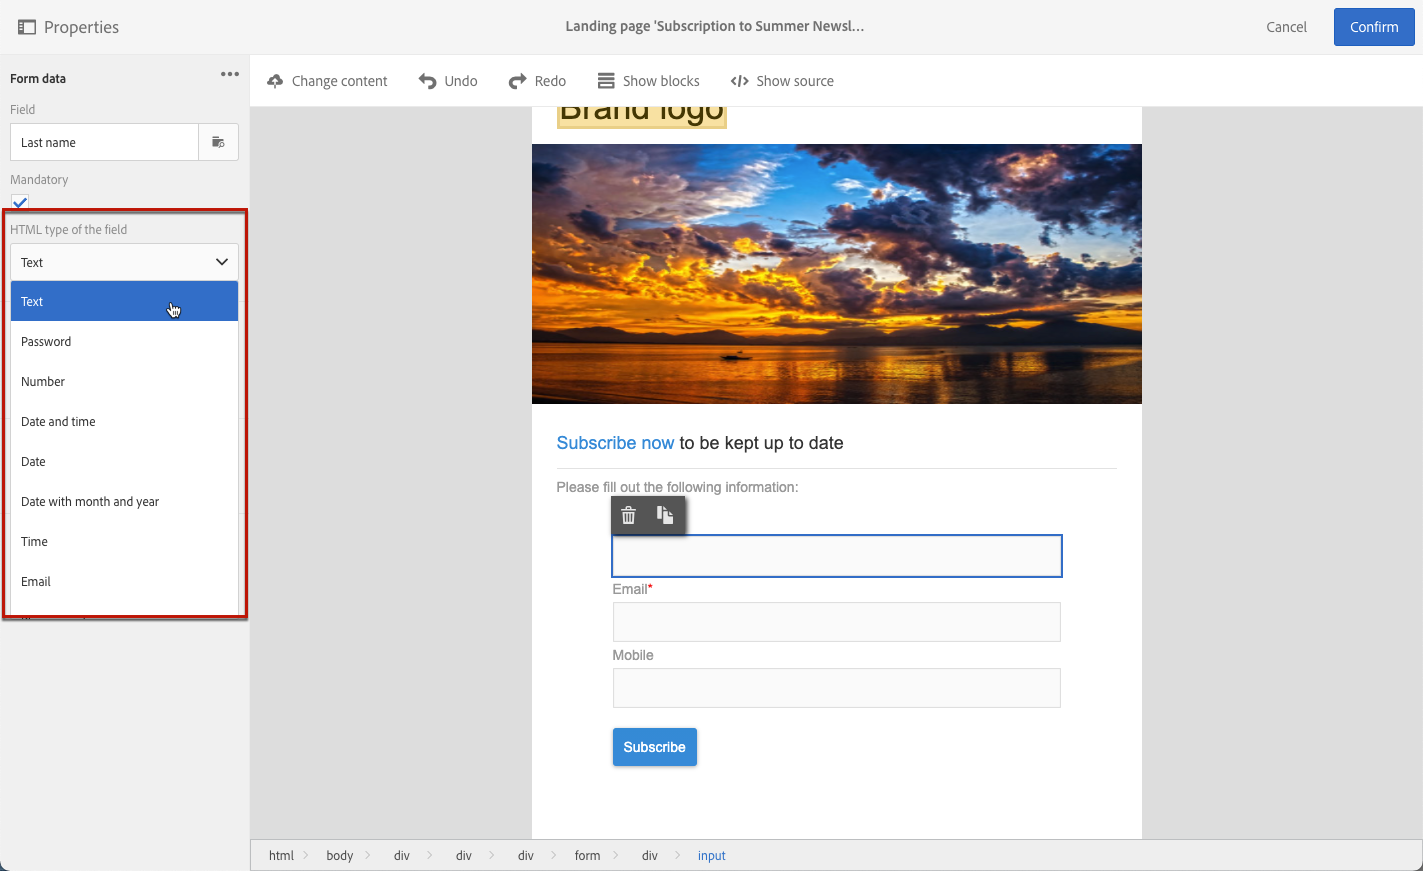 Properties
Landing page 'Subscription to Summer Newsl...
Cancel
Confirm
Form data
Field
Last name
Mandatory
HTML type of the field
Text
Text
Password
Number
Date and time
Date
Date with month and year
Time
Email
Change content
Undo
Redo
Show blocks
</> Show source
Brand logo
Subscribe now to be kept up to date
Please fill out the following information:
Email*
Mobile
Subscribe
html > body > div > div > div > form > div > input